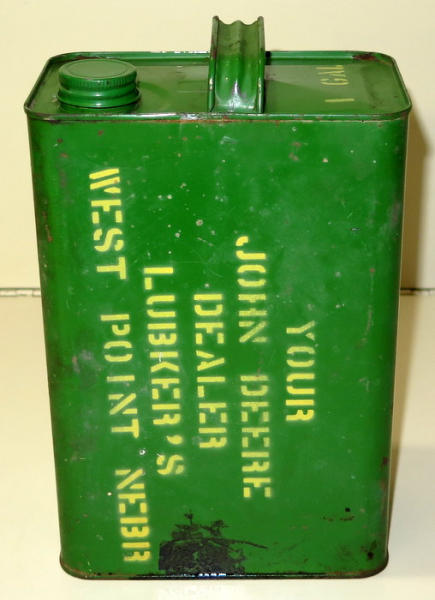 1 GAL
YOUR
JOHN DEERE
DEALER
LUBKER'S
WEST POINT NEBR